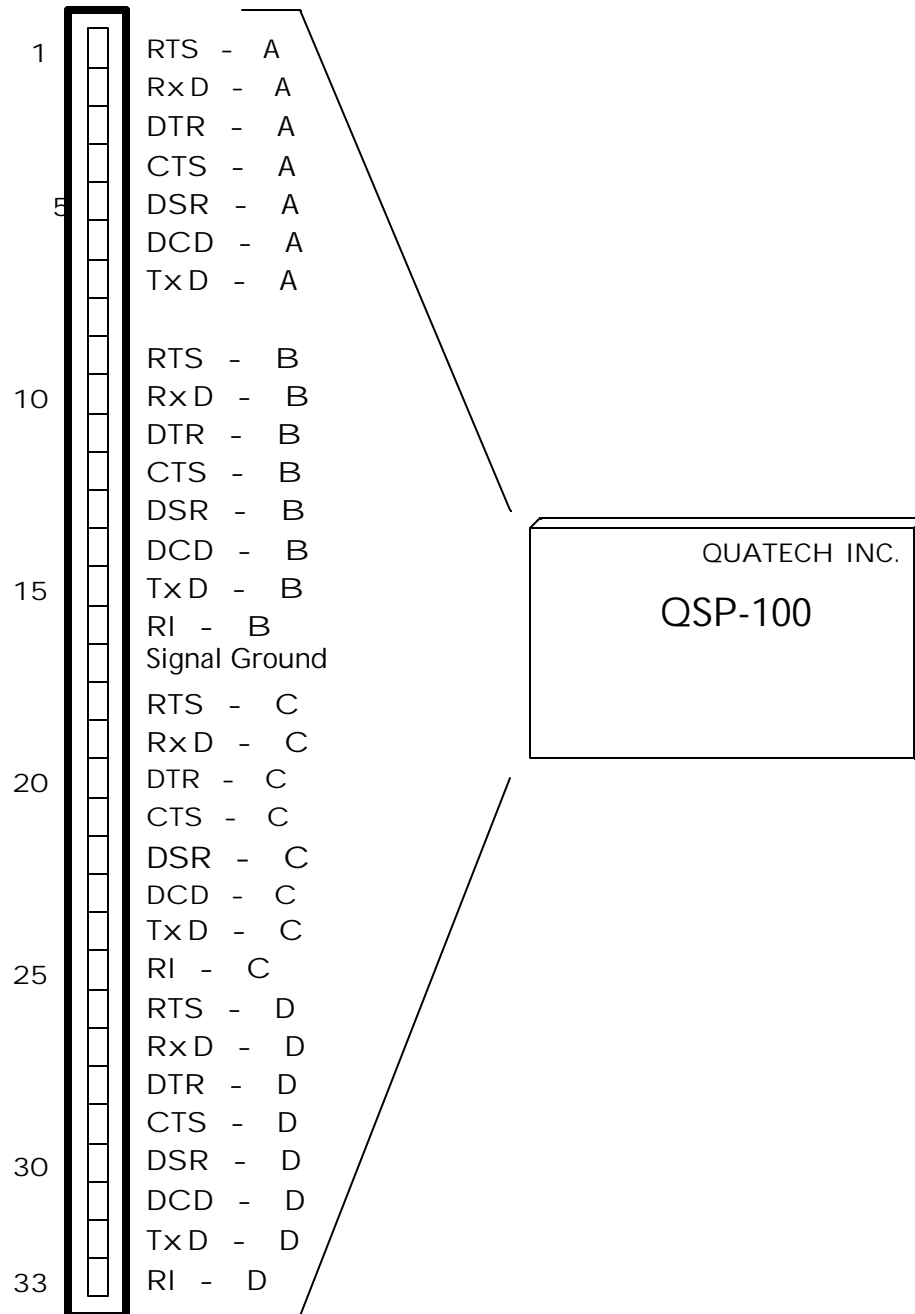 1 RTS - A
RxD - A
DTR - A
CTS - A
5 DSR - A
DCD - A
TxD - A
RTS - B
10 RxD - B
DTR - B
CTS - B
DSR - B
DCD - B
15 TxD - B
RI - B
Signal Ground
RTS - C
RxD - C
20 DTR - C
CTS - C
DSR - C
DCD - C
TxD - C
25 RI - C
RTS - D
RxD - D
DTR - D
CTS - D
30 DSR - D
DCD - D
TxD - D
33 RI - D
QUATECH INC.
QSP-100